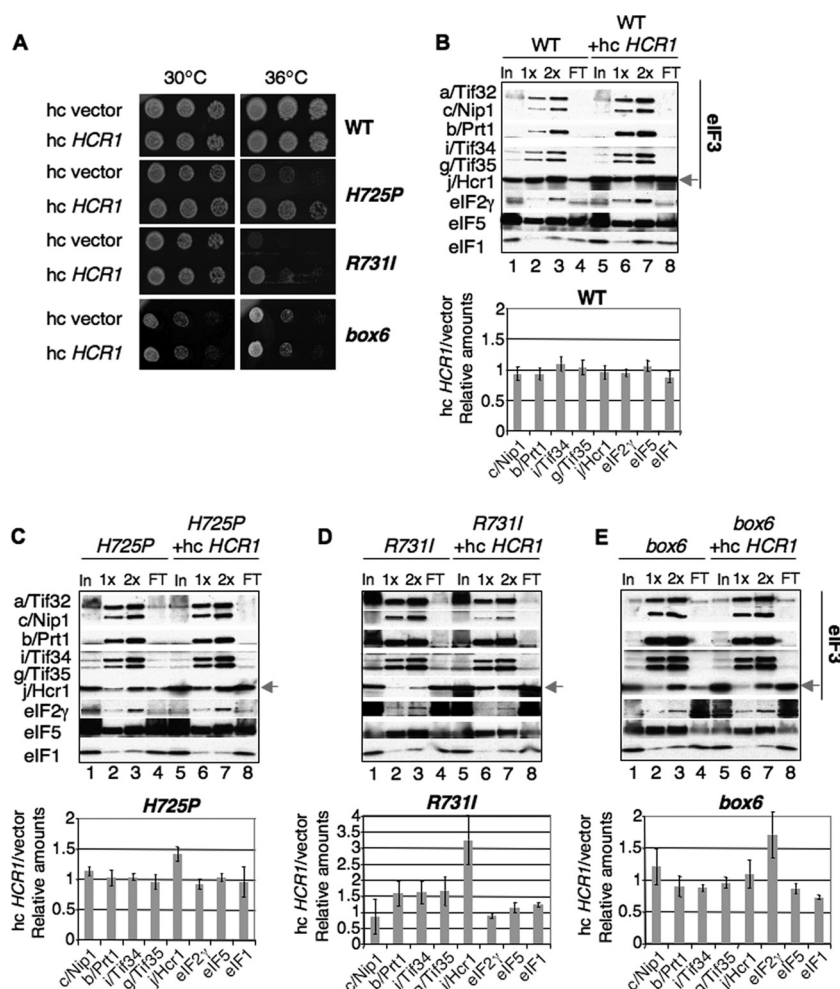 A
30°C 36°C
hc vector
hc HCR1
WT
hc vector
hc HCR1
H725P
hc vector
hc HCR1
R731I
hc vector
hc HCR1
box6
B
WT
WT +hc HCR1
In 1x 2x FT In 1x 2x FT
a/Tif32
c/Nip1
b/Prt1
i/Tif34
g/Tif35
j/Hcr1
eIF2γ
eIF5
eIF1
eIF3
1 2 3 4 5 6 7 8
WT
hc HCR1/vector
Relative amounts
2
1.5
1
0.5
0
c/Nip1 b/Prt1 i/Tif34 g/Tif35 j/Hcr1 eIF2γ eIF5 eIF1
C
H725P
H725P +hc HCR1
In 1x 2x FT In 1x 2x FT
a/Tif32
c/Nip1
b/Prt1
i/Tif34
g/Tif35
j/Hcr1
eIF2γ
eIF5
eIF1
1 2 3 4 5 6 7 8
H725P
hc HCR1/vector
Relative amounts
2
1.5
1
0.5
0
c/Nip1 b/Prt1 i/Tif34 g/Tif35 j/Hcr1 eIF2γ eIF5 eIF1
D
R731I
R731I +hc HCR1
In 1x 2x FT In 1x 2x FT
1 2 3 4 5 6 7 8
R731I
hc HCR1/vector
Relative amounts
4
3.5
3
2.5
2
1.5
1
0.5
0
c/Nip1 b/Prt1 i/Tif34 g/Tif35 j/Hcr1 eIF2γ eIF5 eIF1
E
box6
box6 +hc HCR1
In 1x 2x FT In 1x 2x FT
eIF3
1 2 3 4 5 6 7 8
box6
hc HCR1/vector
Relative amounts
2
1.5
1
0.5
0
c/Nip1 b/Prt1 i/Tif34 g/Tif35 j/Hcr1 eIF2γ eIF5 eIF1